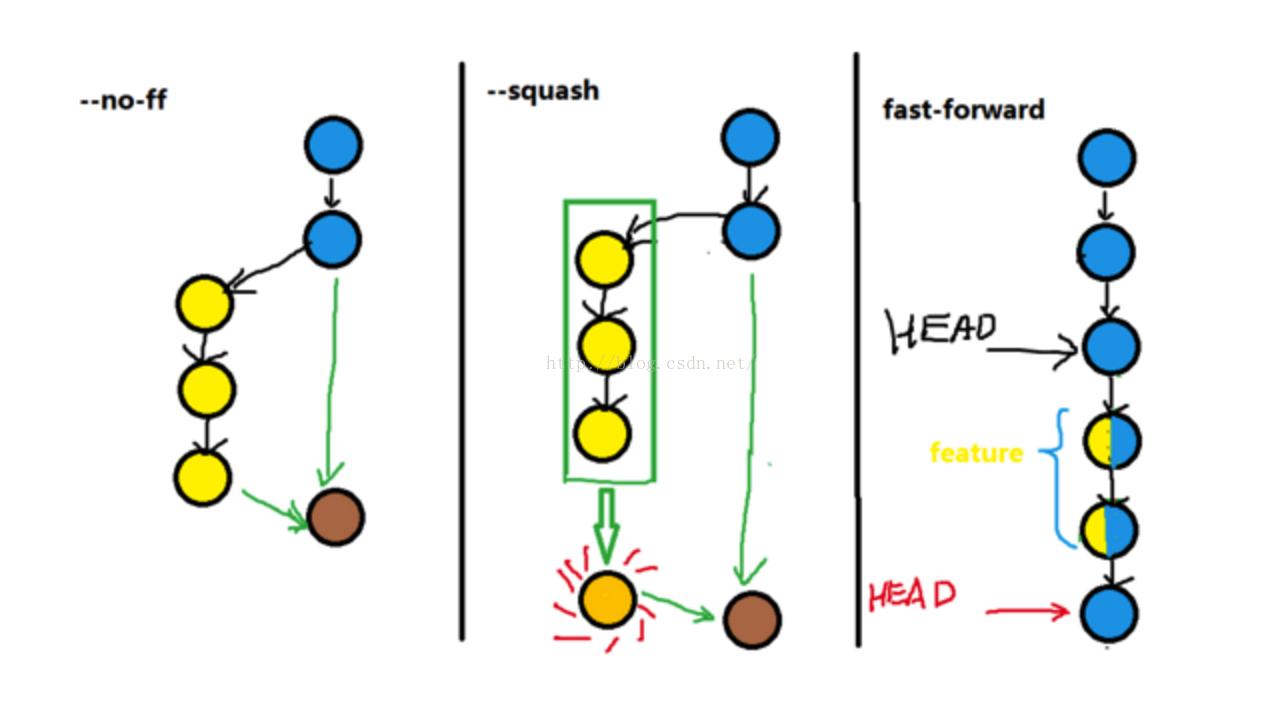 --no-ff
--squash
fast-forward
HEAD
http://blog.csdn.net/
feature
HEAD